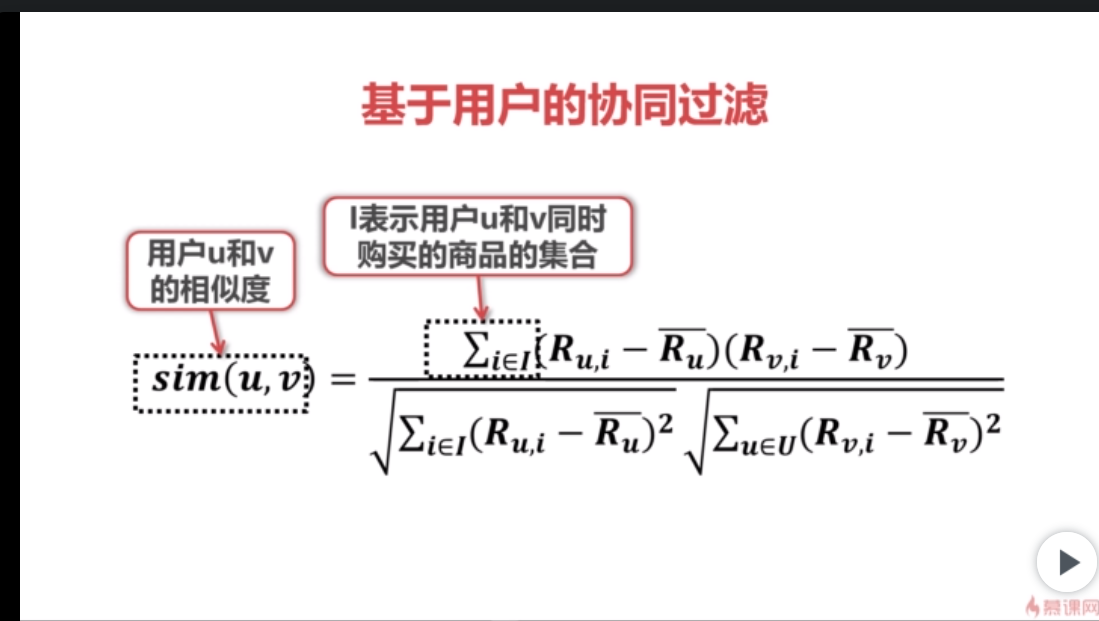 基于用户的协同过滤
I表示用户u和v同时
购买的商品的集合
用户u和v
的相似度
sim(u,v) = \frac{\sum_{i∈I}(R_{u,i} − \overline{R_u})(R_{v,i} − \overline{R_v})}{\sqrt{\sum_{i∈I}(R_{u,i} − \overline{R_u})^2} \sqrt{\sum_{u∈U}(R_{v,i} − \overline{R_v})^2}}
慕课网